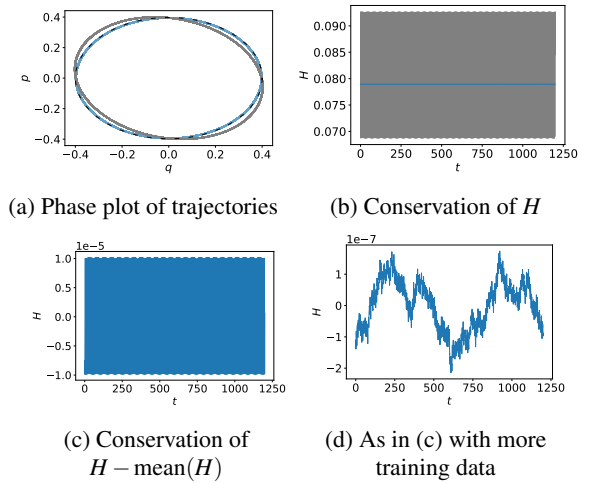 0.4
0.2
0.0
−0.2
−0.4
p
−0.4 −0.2 0.0 0.2 0.4
q
0.090
0.085
0.080
0.075
0.070
H
0 250 500 750 1000 1250
t
(a) Phase plot of trajectories
(b) Conservation of H
1e−5
1.0
0.5
0.0
−0.5
−1.0
H
0 250 500 750 1000 1250
t
1e−7
1
0
−1
−2
H
0 250 500 750 1000 1250
t
(c) Conservation of
H − mean(H)
(d) As in (c) with more
training data